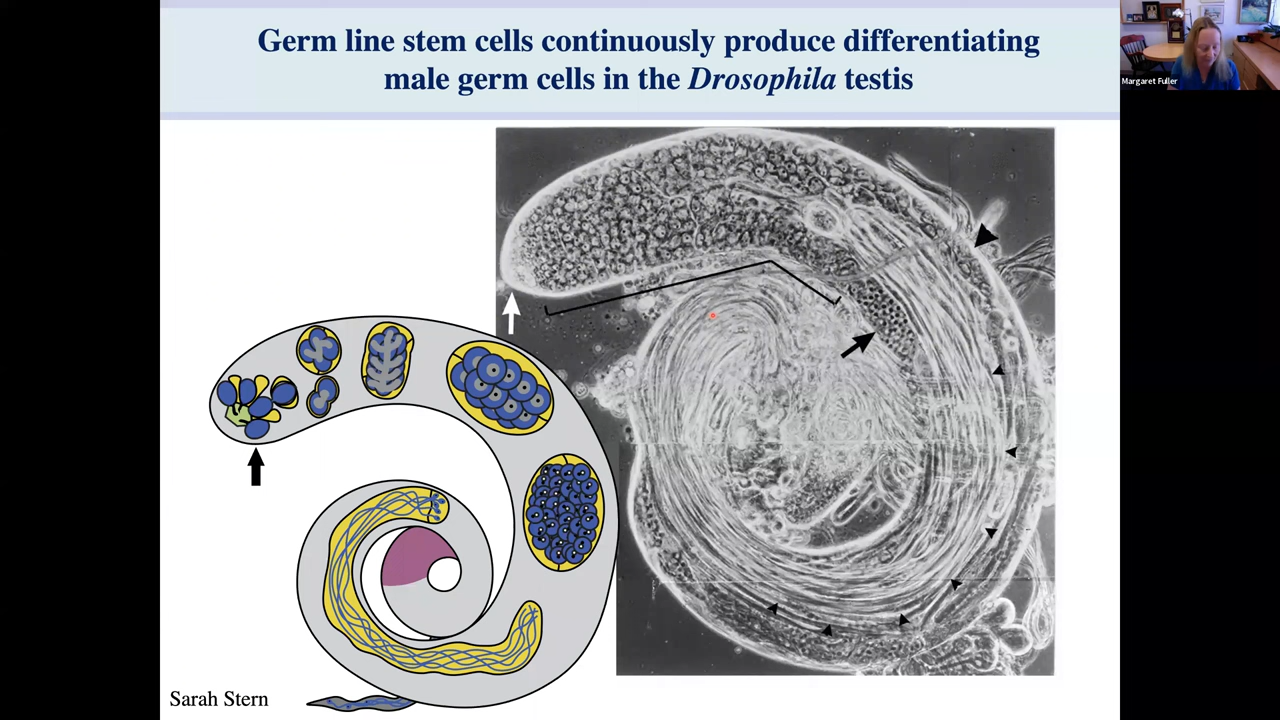 Germ line stem cells continuously produce differentiating
male germ cells in the Drosophila testis
Margaret Fuller
Sarah Stern